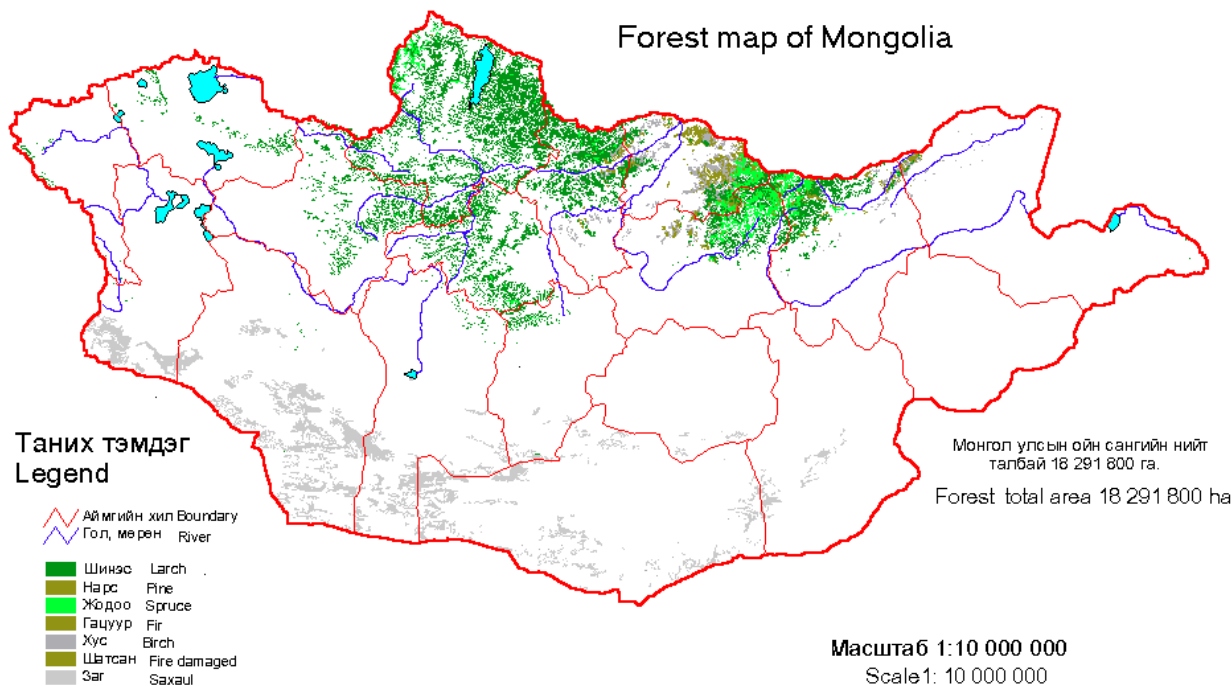 Forest map of Mongolia
Таних тэмдэг
Legend
Аймгийн хил Boundary
Гол, мөрөн River
Шинэс Larch
Нарс Pine
Жодоо Spruce
Гацуур Fir
Хус Birch
Шатсан Fire damaged
Заг Saxaul
Монгол улсын ойн сангийн нийт
талбай 18 291 800 га.
Forest total area 18 291 800 ha
Масштаб 1:10 000 000
Scale1: 10 000 000